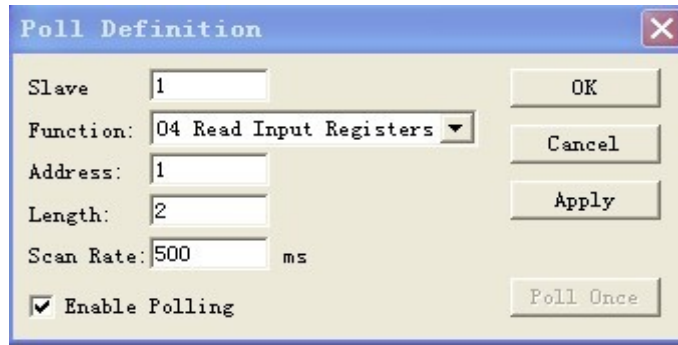 Poll Definition
Slave 1
OK
Function: 04 Read Input Registers
Cancel
Address: 1
Apply
Length: 2
Scan Rate: 500 ms
Enable Polling
Poll Once